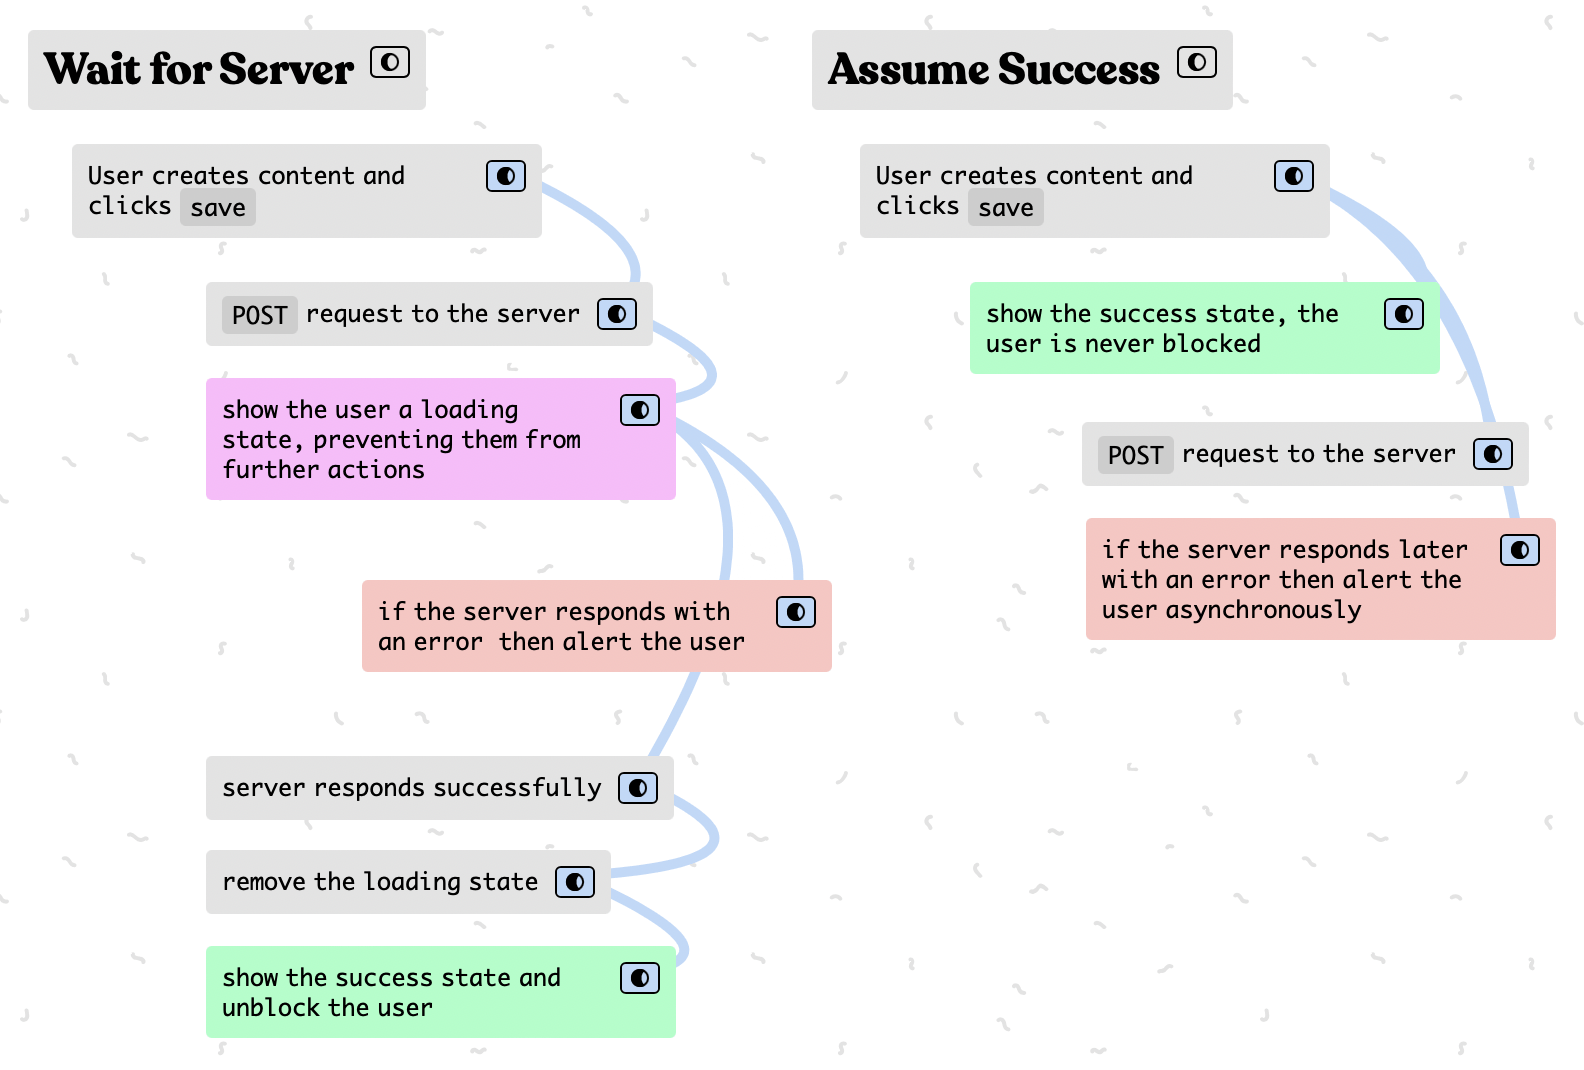 Wait for Server
User creates content and
clicks save
POST request to the server
show the user a loading
state, preventing them from
further actions
if the server responds with
an error then alert the user
server responds successfully
remove the loading state
show the success state and
unblock the user
Assume Success
User creates content and
clicks save
show the success state, the
user is never blocked
POST request to the server
if the server responds later
with an error then alert the
user asynchronously